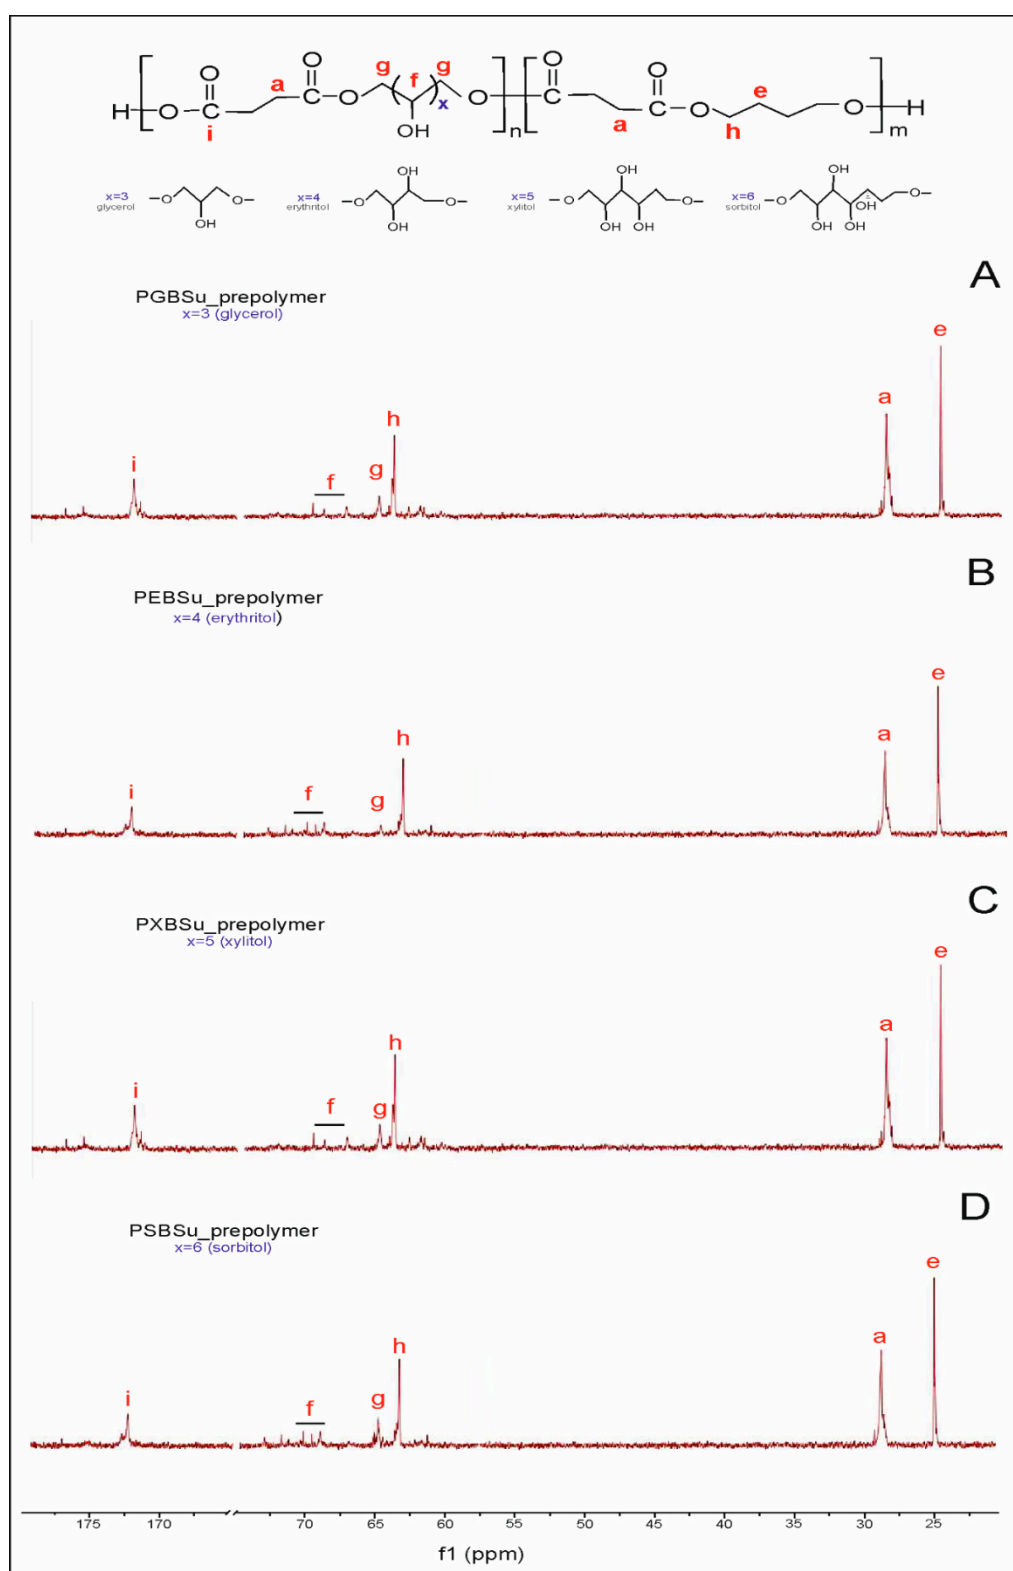 O O
g f g
a
O O
e
H O
i
O
OH
x
O
n
a
O
h
O H
m
x=3
glycerol
O O
OH
x=4
erythritol
OH
O O
OH
x=5
xylitol
OH
O O
OH OH
x=6
sorbitol
OH
OH
O O
OH
OH OH
A
PGBSu_prepolymer
x=3 (glycerol)
i f g h a e
B
PEBSu_prepolymer
x=4 (erythritol)
i f g h a e
C
PXBSu_prepolymer
x=5 (xylitol)
i f g h a e
D
PSBSu_prepolymer
x=6 (sorbitol)
i f g h a e
175 170 70 65 60 55 50 45 40 35 30 25
f1 (ppm)